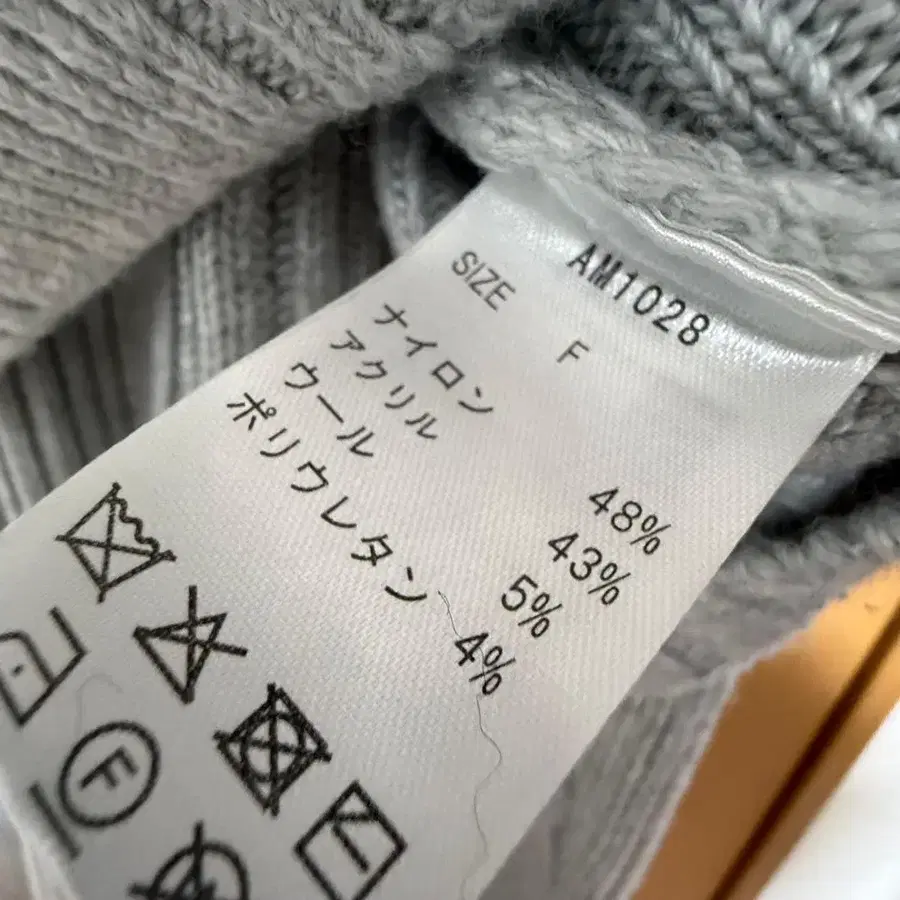 AM1028
SIZE F
ナイロン 48%
アクリル 43%
ウール 5%
ポリウレタン 4%
F